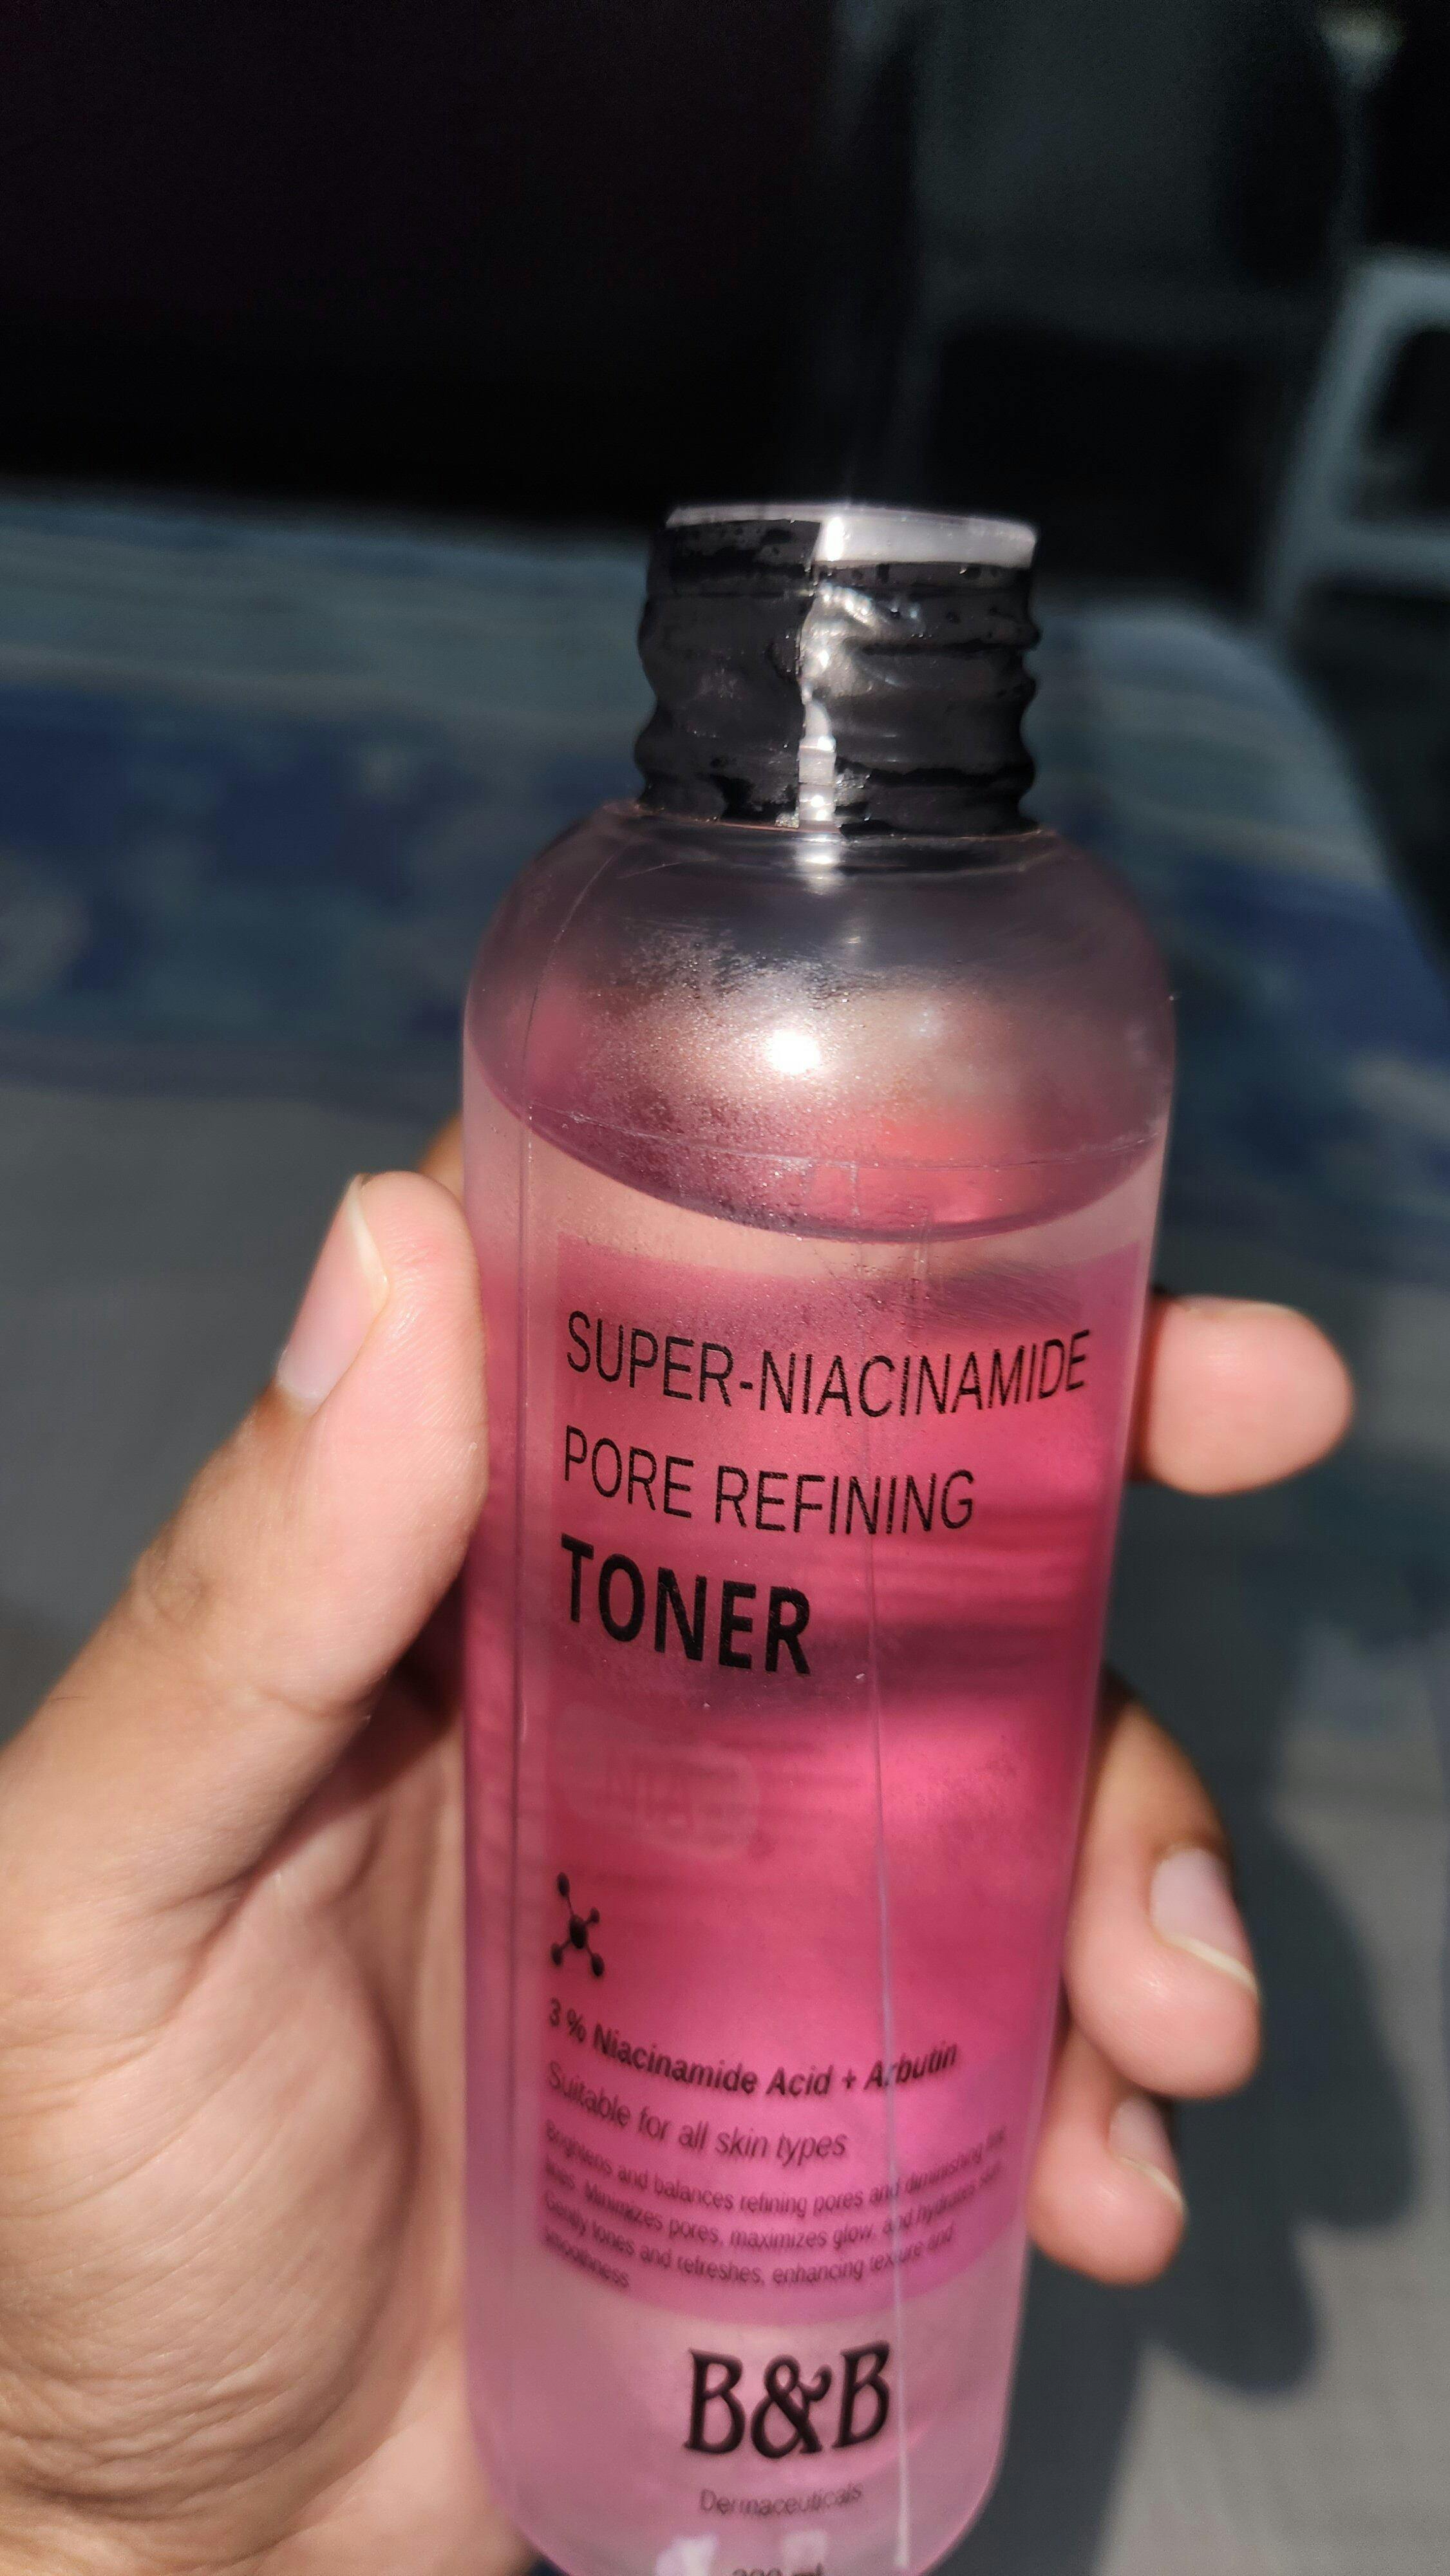 SUPER-NIACINAMIDE
PORE REFINING
TONER
3 % Niacinamide Acid + Arbutin
Suitable for all skin types
Brightens and balances refining pores and diminishing fine
lines. Minimizes pores, maximizes glow, and hydrates skin.
Gently tones and refreshes, enhancing texture and
smoothness
B&B
Dermaceuticals